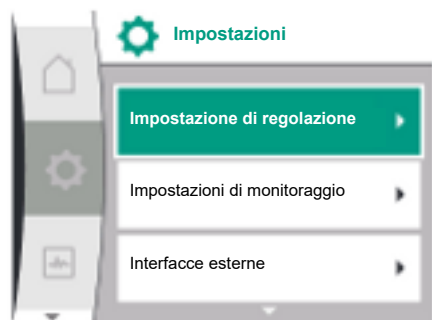 Impostazioni
Impostazione di regolazione
Impostazioni di monitoraggio
Interfacce esterne